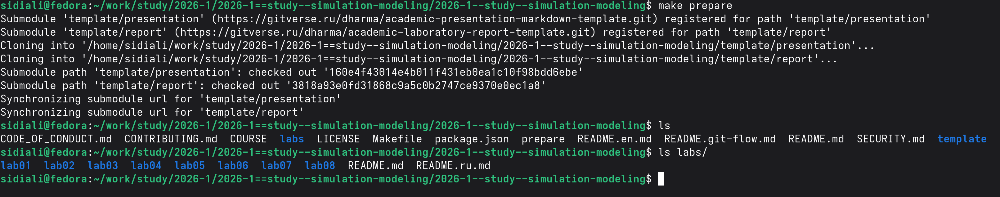 sidiali@fedora:~/work/study/2026-1/2026-1==study--simulation-modeling/2026-1--study--simulation-modeling$ make prepare
Submodule 'template/presentation' (https://gitverse.ru/dharma/academic-presentation-markdown-template.git) registered for path 'template/presentation'
Submodule 'template/report' (https://gitverse.ru/dharma/academic-laboratory-report-template.git) registered for path 'template/report'
Cloning into '/home/sidiali/work/study/2026-1/2026-1==study--simulation-modeling/2026-1--study--simulation-modeling/template/presentation'...
Cloning into '/home/sidiali/work/study/2026-1/2026-1==study--simulation-modeling/2026-1--study--simulation-modeling/template/report'...
Submodule path 'template/presentation': checked out '160e4f43014e4b011f431eb0ea1c10f98bdd6ebe'
Submodule path 'template/report': checked out '3818a93e0fd31868c9a5c0b2747ce9370e0ec1a8'
Synchronizing submodule url for 'template/presentation'
Synchronizing submodule url for 'template/report'
sidiali@fedora:~/work/study/2026-1/2026-1==study--simulation-modeling/2026-1--study--simulation-modeling$ ls
CODE_OF_CONDUCT.md  CONTRIBUTING.md  COURSE  labs  LICENSE  Makefile  package.json  prepare  README.en.md  README.git-flow.md  README.md  SECURITY.md  template
sidiali@fedora:~/work/study/2026-1/2026-1==study--simulation-modeling/2026-1--study--simulation-modeling$ ls labs/
lab01  lab02  lab03  lab04  lab05  lab06  lab07  lab08  README.md  README.ru.md
sidiali@fedora:~/work/study/2026-1/2026-1==study--simulation-modeling/2026-1--study--simulation-modeling$